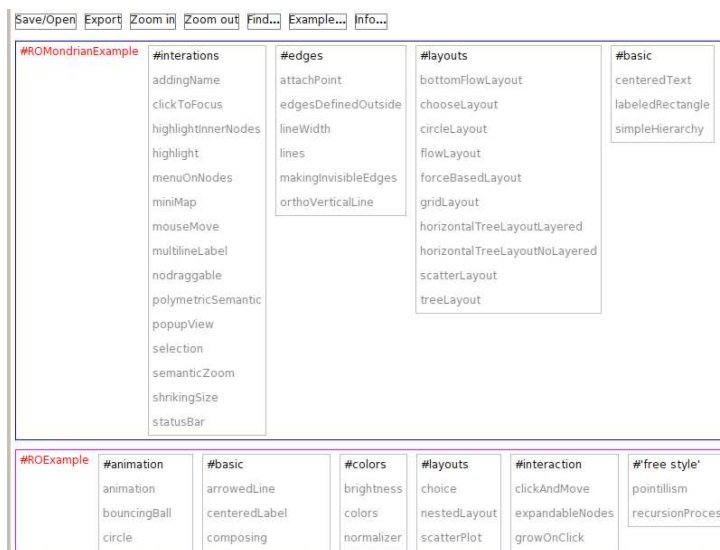 Save/Open Export Zoom in Zoom out Find... Example... Info...
#ROMondrianExample
#interations
addingName
clickToFocus
highlightInnerNodes
highlight
menuOnNodes
miniMap
mouseMove
multilineLabel
nodraggable
polymetricSemantic
popupView
selection
semanticZoom
shrikingSize
statusBar
#edges
attachPoint
edgesDefinedOutside
lineWidth
lines
makingInvisibleEdges
orthoVerticalLine
#layouts
bottomFlowLayout
chooseLayout
circleLayout
flowLayout
forceBasedLayout
gridLayout
horizontalTreeLayoutLayered
horizontalTreeLayoutNoLayered
scatterLayout
treeLayout
#basic
centeredText
labeledRectangle
simpleHierarchy
#ROExample
#animation
animation
bouncingBall
circle
#basic
arrowedLine
centeredLabel
composing
#colors
brightness
colors
normalizer
#layouts
choice
nestedLayout
scatterPlot
#interaction
clickAndMove
expandableNodes
growOnClick
#'free style'
pointillism
recursionProces